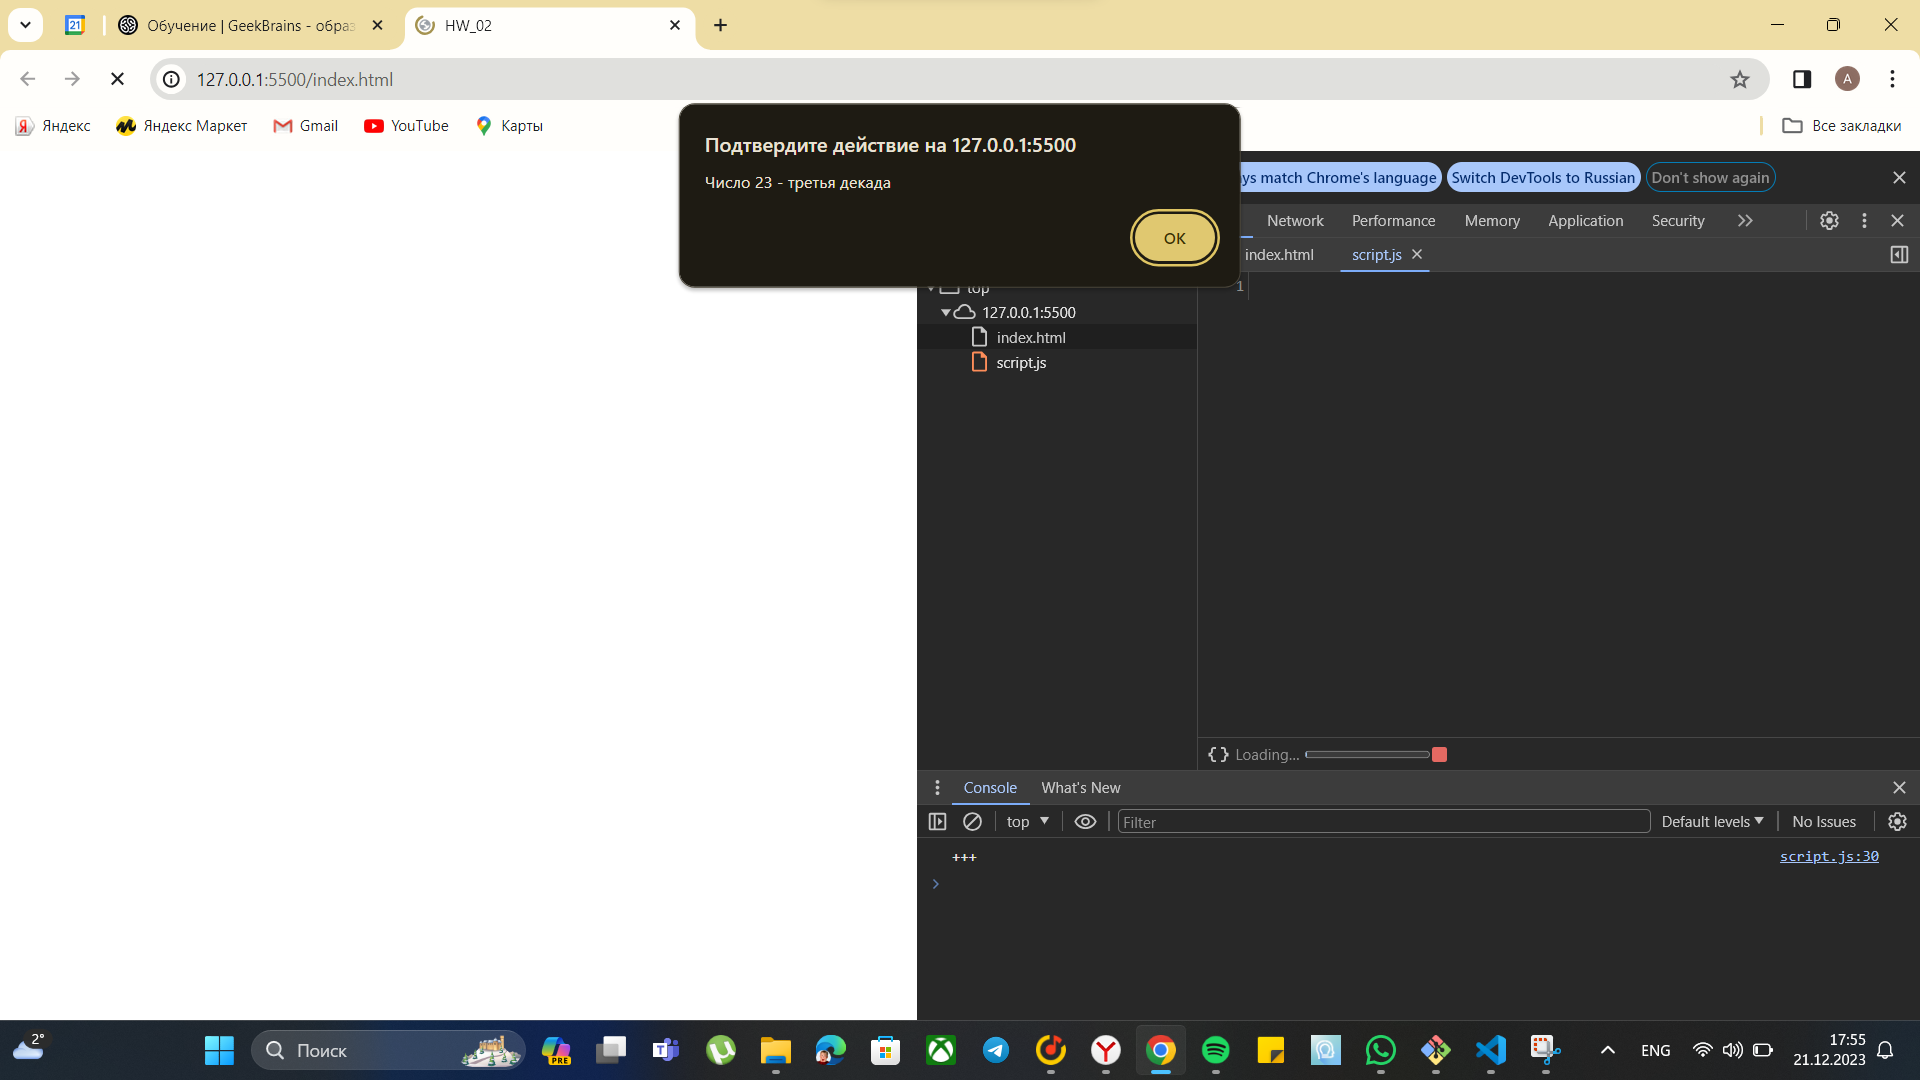 21
Обучение | GeekBrains - образ
HW_02
127.0.0.1:5500/index.html
A
Яндекс
Яндекс Маркет
Gmail
YouTube
Карты
Все закладки
Подтвердите действие на 127.0.0.1:5500
Число 23 - третья декада
OK
ys match Chrome's language
Switch DevTools to Russian
Don't show again
Network
Performance
Memory
Application
Security
index.html
script.js
top
1
127.0.0.1:5500
index.html
script.js
{ } Loading...
Console
What's New
top
Filter
Default levels
No Issues
+++
script.js:30
2°
Поиск
PRE
ENG
17:55
21.12.2023